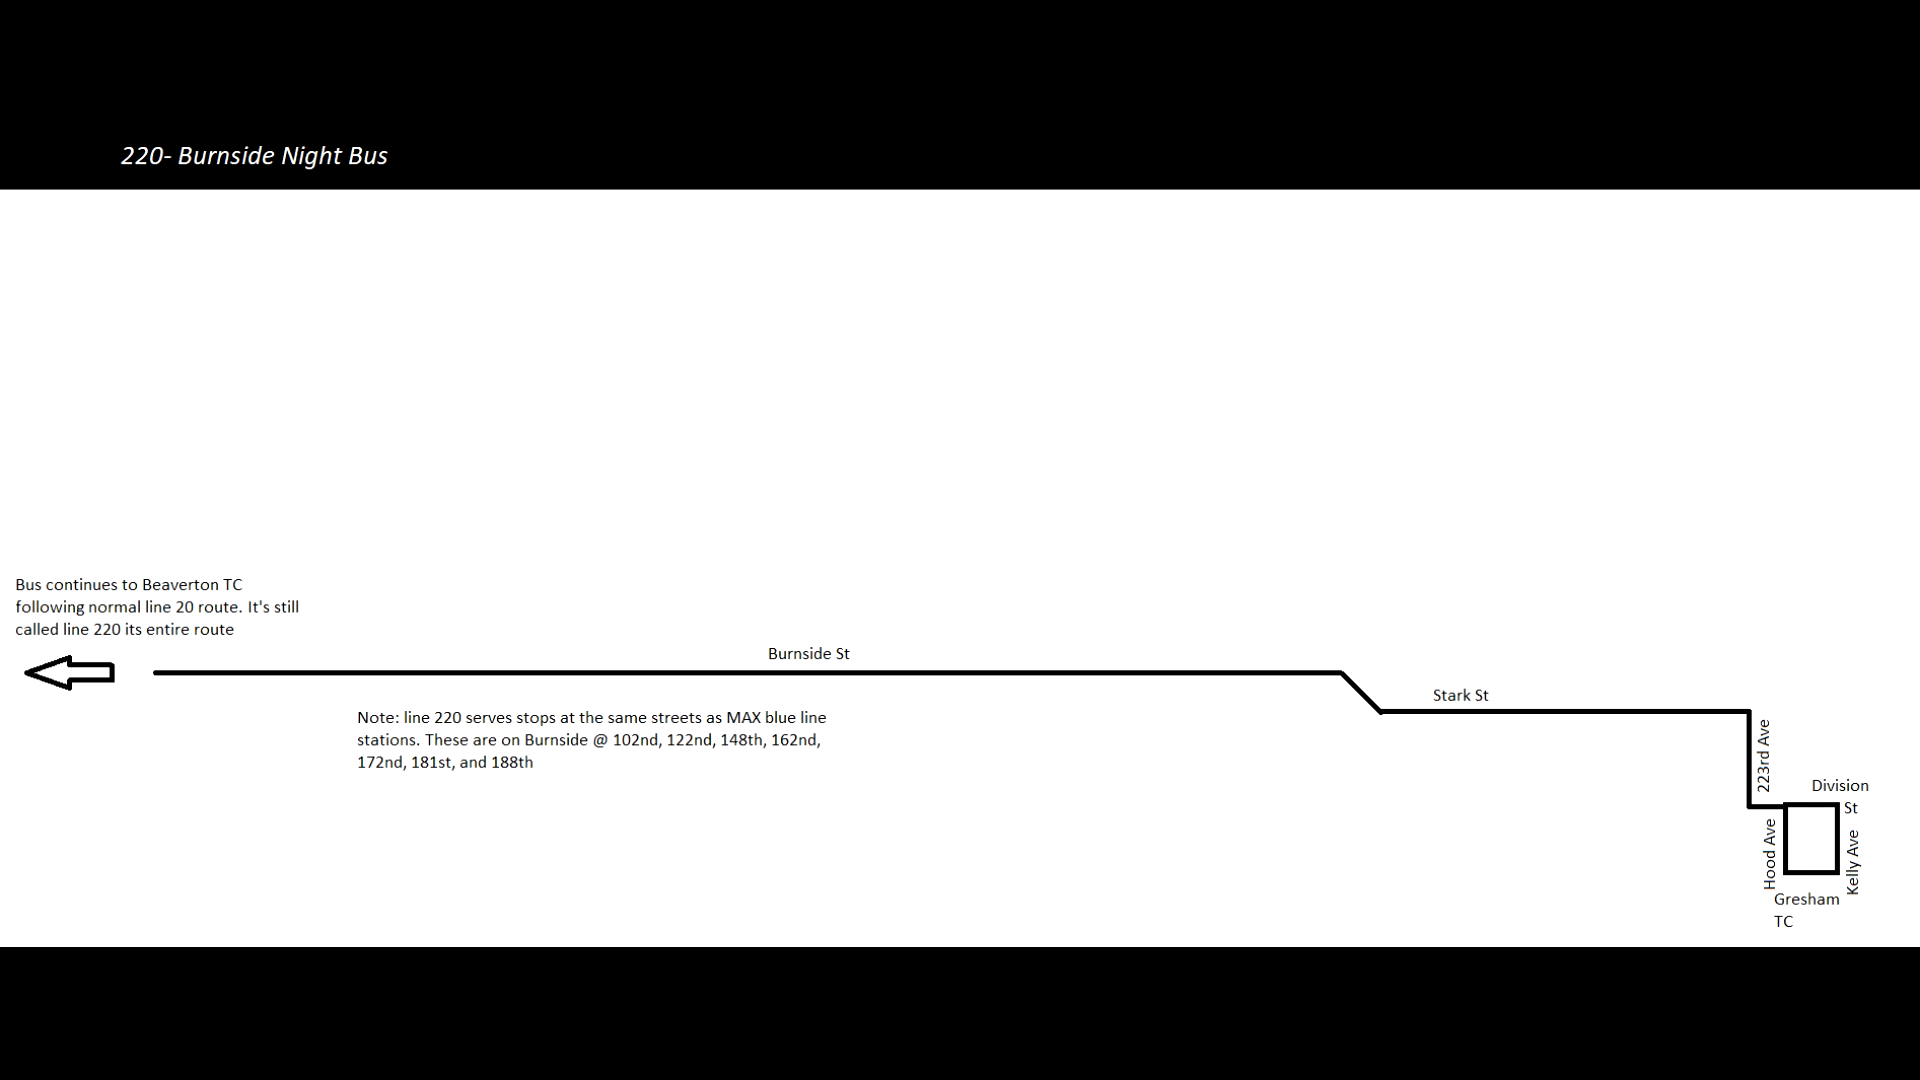 220- Burnside Night Bus
Bus continues to Beaverton TC
following normal line 20 route. It's still
called line 220 its entire route
Burnside St
Note: line 220 serves stops at the same streets as MAX blue line
stations. These are on Burnside @ 102nd, 122nd, 148th, 162nd,
172nd, 181st, and 188th
Stark St
223rd Ave
Division
St
Hood Ave
Kelly Ave
Gresham
TC